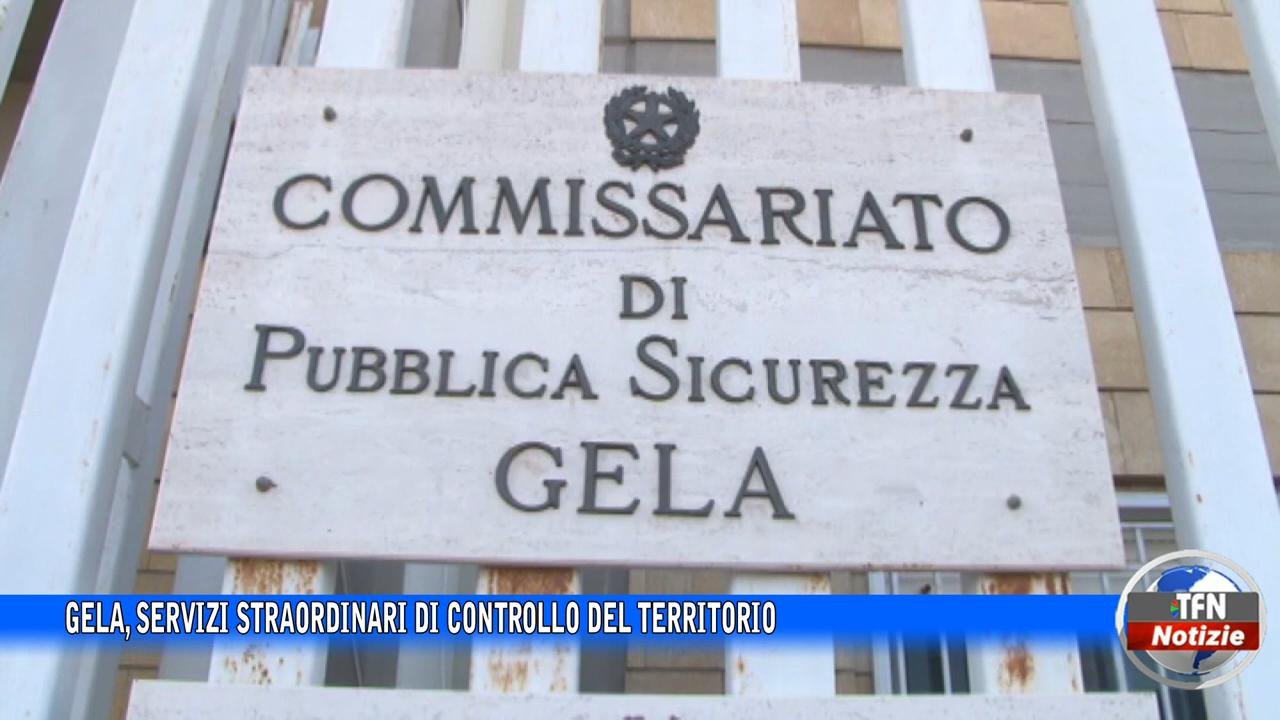 COMMISSARIATO
DI
PUBBLICA SICUREZZA
GELA
GELA, SERVIZI STRAORDINARI DI CONTROLLO DEL TERRITORIO
TFN
Notizie